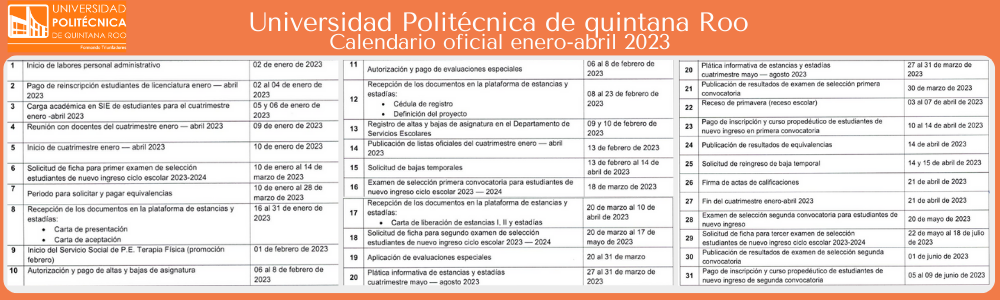 UNIVERSIDAD
POLITÉCNICA
DE QUINTANA ROO
Formando Triunfadores
Universidad Politécnica de quintana Roo
Calendario oficial enero-abril 2023
1 Inicio de labores personal administrativo 02 de enero de 2023
2 Pago de reinscripción estudiantes de licenciatura enero — abril 02 al 04 de enero de
2023 2023
3 Carga académica en SIE de estudiantes para el cuatrimestre 05 y 06 de enero de
enero -abril 2023 2023
4 Reunión con docentes del cuatrimestre enero — abril 2023 09 de enero de 2023
5 Inicio de cuatrimestre enero — abril 2023 10 de enero de 2023
6 Solicitud de ficha para primer examen de selección 10 de enero al 14 de
estudiantes de nuevo ingreso ciclo escolar 2023-2024 marzo de 2023
7 Periodo para solicitar y pagar equivalencias 10 de enero al 28 de
marzo de 2023
8 Recepción de los documentos en la plataforma de estancias y 16 al 31 de enero de
estadías: 2023
• Carta de presentación
• Carta de aceptación
9 Inicio del Servicio Social de P.E. Terapia Física (promoción 01 de febrero de 2023
febrero)
10 Autorización y pago de altas y bajas de asignatura 06 al 8 de febrero de
2023
11 Autorización y pago de evaluaciones especiales 06 al 8 de febrero de
2023
12 Recepción de los documentos en la plataforma de estancias y 08 al 23 de febrero de
estadías: 2023
• Cédula de registro
• Definición del proyecto
13 Registro de altas y bajas de asignatura en el Departamento de 09 y 10 de febrero de
Servicios Escolares 2023
14 Publicación de listas oficiales del cuatrimestre enero — abril 13 de febrero de 2023
2023
15 Solicitud de bajas temporales 13 de febrero al 14 de
abril de 2023
16 Examen de selección primera convocatoria para estudiantes de 18 de marzo de 2023
nuevo ingreso ciclo escolar 2023 — 2024
17 Recepción de los documentos en la plataforma de estancias y 20 de marzo al 10 de
estadías: abril de 2023
• Carta de liberación de estancias I, II y estadías
18 Solicitud de ficha para segundo examen de selección 20 de marzo al 17 de
estudiantes de nuevo ingreso ciclo escolar 2023 — 2024 mayo de 2023
19 Aplicación de evaluaciones especiales 20 al 31 de marzo
20 Plática informativa de estancias y estadías 27 al 31 de marzo de
cuatrimestre mayo — agosto 2023 2023
20 Plática informativa de estancias y estadías 27 al 31 de marzo de
cuatrimestre mayo — agosto 2023 2023
21 Publicación de resultados de examen de selección primera 30 de marzo de 2023
convocatoria
22 Receso de primavera (receso escolar) 03 al 07 de abril de 2023
23 Pago de inscripción y curso propedéutico de estudiantes de 10 al 14 de abril de 2023
nuevo ingreso en primera convocatoria
24 Publicación de resultados de equivalencias 14 de abril de 2023
25 Solicitud de reingreso de baja temporal 14 y 15 de abril de 2023
26 Firma de actas de calificaciones 21 de abril de 2023
27 Fin del cuatrimestre enero-abril 2023 21 de abril de 2023
28 Examen de selección segunda convocatoria para estudiantes de 20 de mayo de 2023
nuevo ingreso
29 Solicitud de ficha para tercer examen de selección 22 de mayo al 18 de julio
estudiantes de nuevo ingreso ciclo escolar 2023-2024 de 2023
30 Publicación de resultados de examen de selección segunda 01 de junio de 2023
convocatoria
31 Pago de inscripción y curso propedéutico de estudiantes de 05 al 09 de junio de 2023
nuevo ingreso de segunda convocatoria